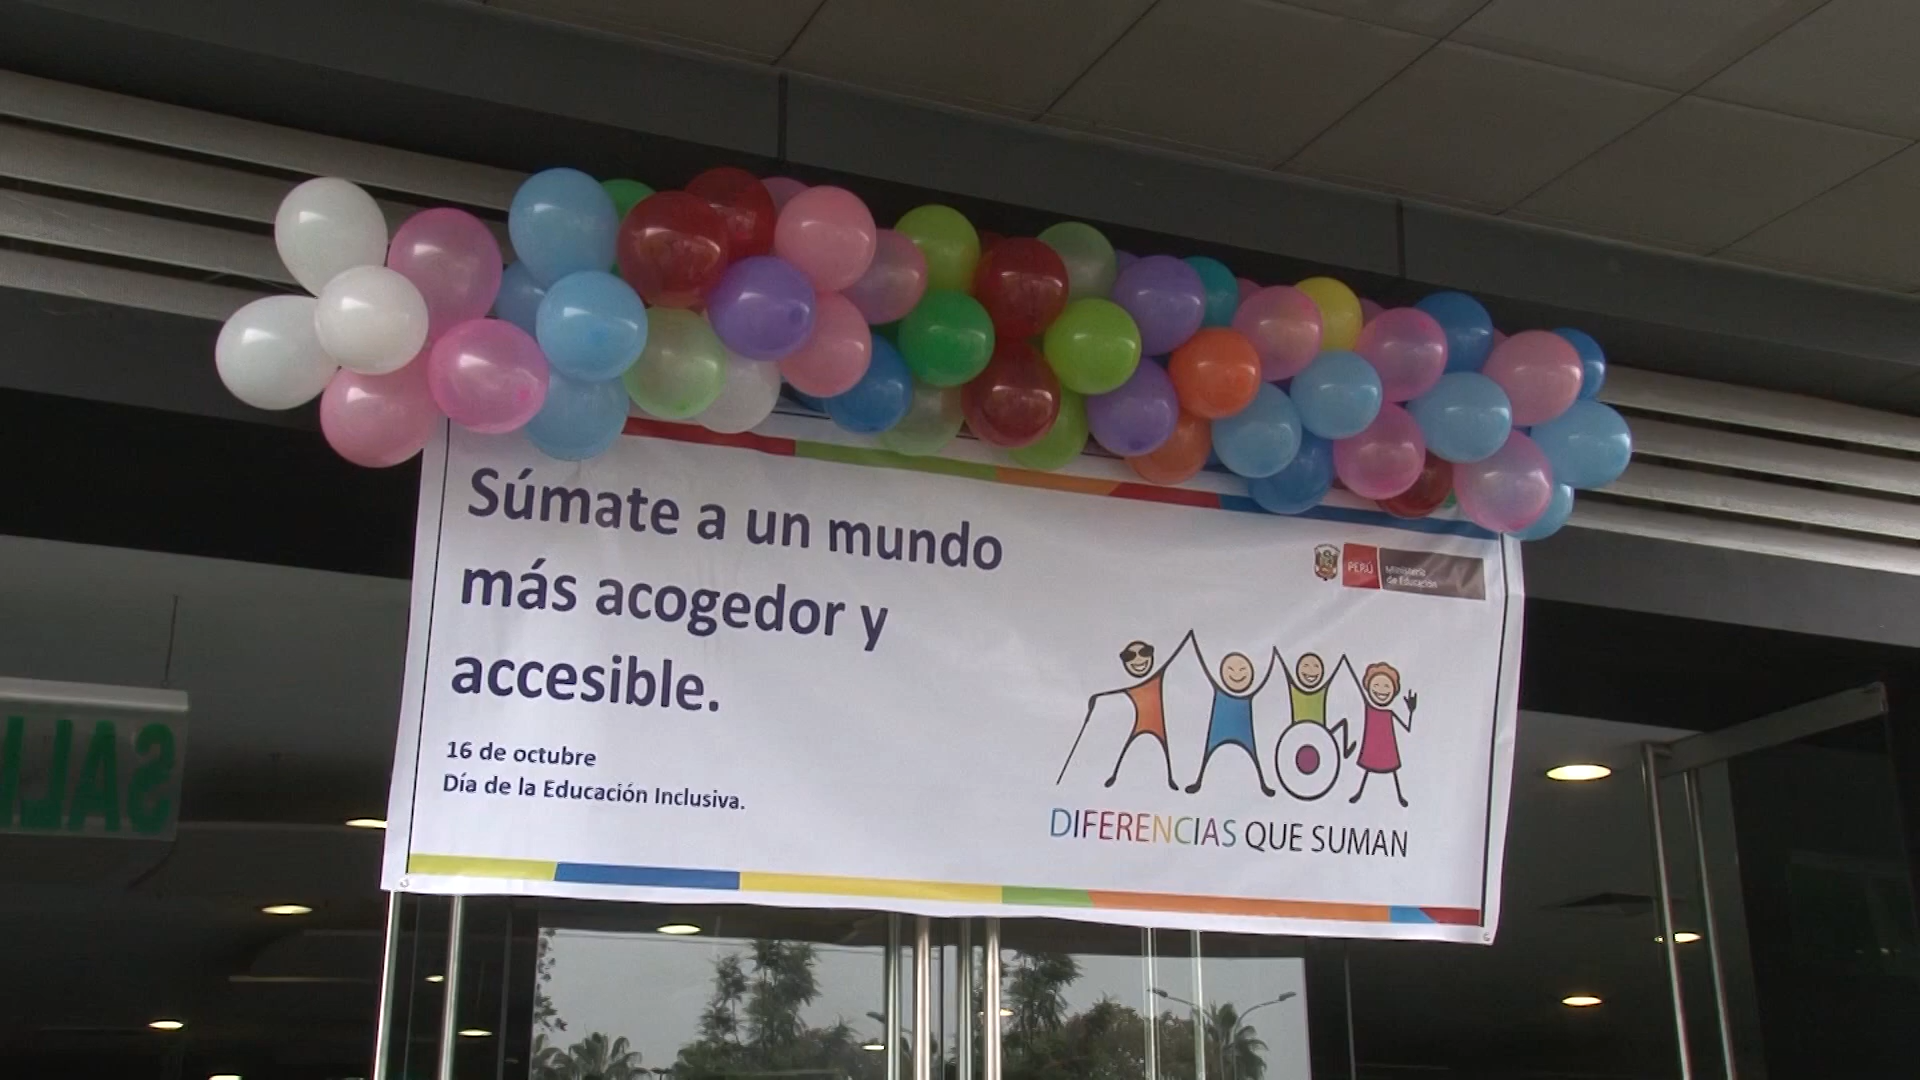 Súmate a un mundo
más acogedor y
accesible.
16 de octubre
Día de la Educación Inclusiva.
PERÚ
Ministerio
de Educación
DIFERENCIAS QUE SUMAN